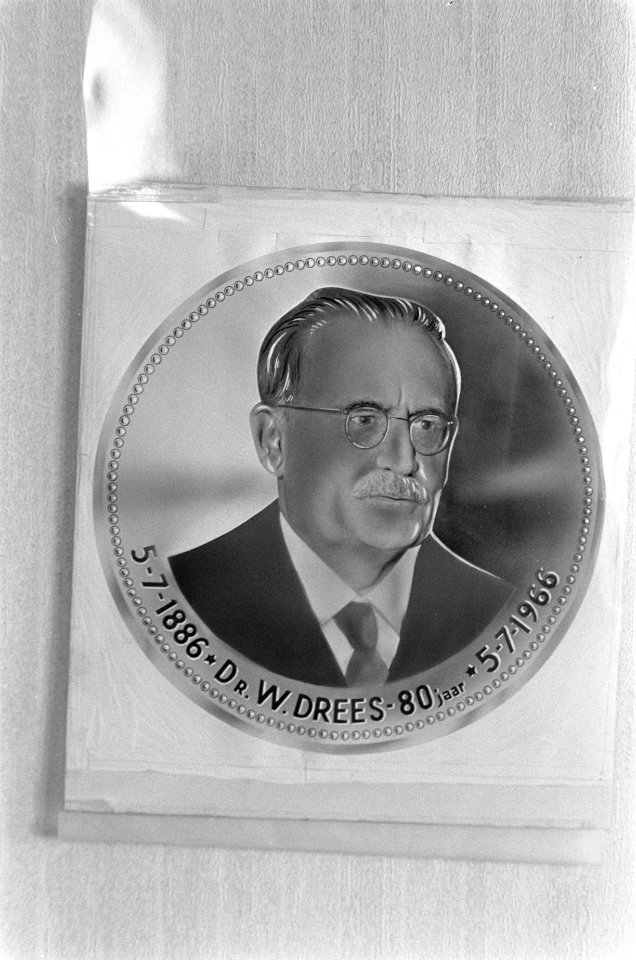 5-7-1886 ★ DR. W. DREES - 80 jaar ★ 5-7-1966